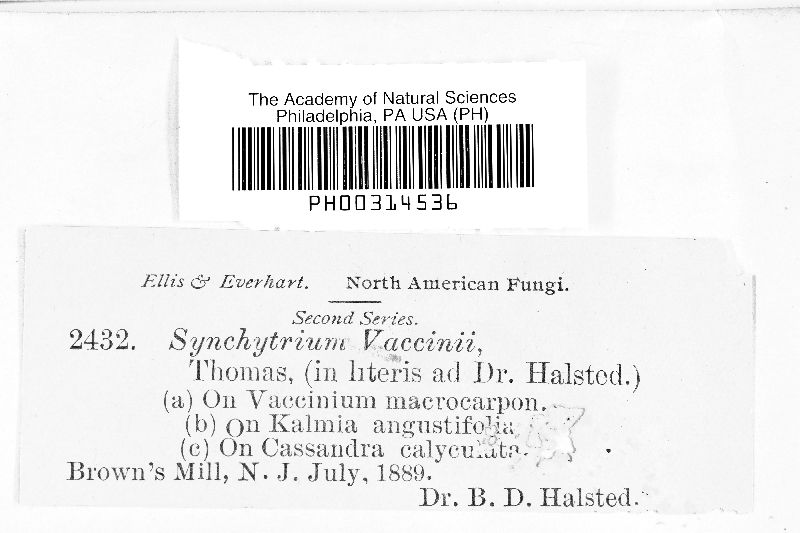 The Academy of Natural Sciences
Philadelphia, PA USA (PH)
PH00314536
Ellis & Everhart. North American Fungi.
Second Series.
2432. Synchytrium Vaccinii,
Thomas, (in literis ad Dr. Halsted.)
(a) On Vaccinium macrocarpon.
(b) On Kalmia angustifolia
(c) On Cassandra calyculata.
Brown's Mill, N. J. July, 1889.
Dr. B. D. Halsted.